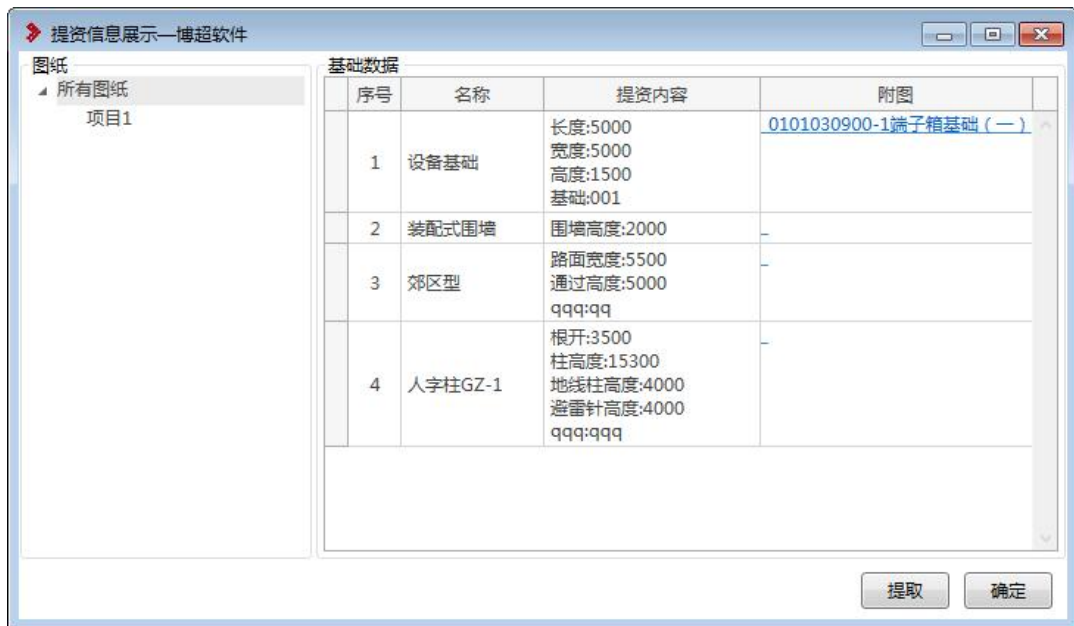 提资信息展示—博超软件
图纸
所有图纸
项目1
基础数据
序号 名称 提资内容 附图
1 设备基础 长度:5000 0101030900-1端子箱基础（一）
宽度:5000
高度:1500
基础:001
2 装配式围墙 围墙高度:2000
3 郊区型 路面宽度:5500
通过高度:5000
qqq:qq
4 人字柱GZ-1 根开:3500
柱高度:15300
地线柱高度:4000
避雷针高度:4000
qqq:qqq
提取 确定